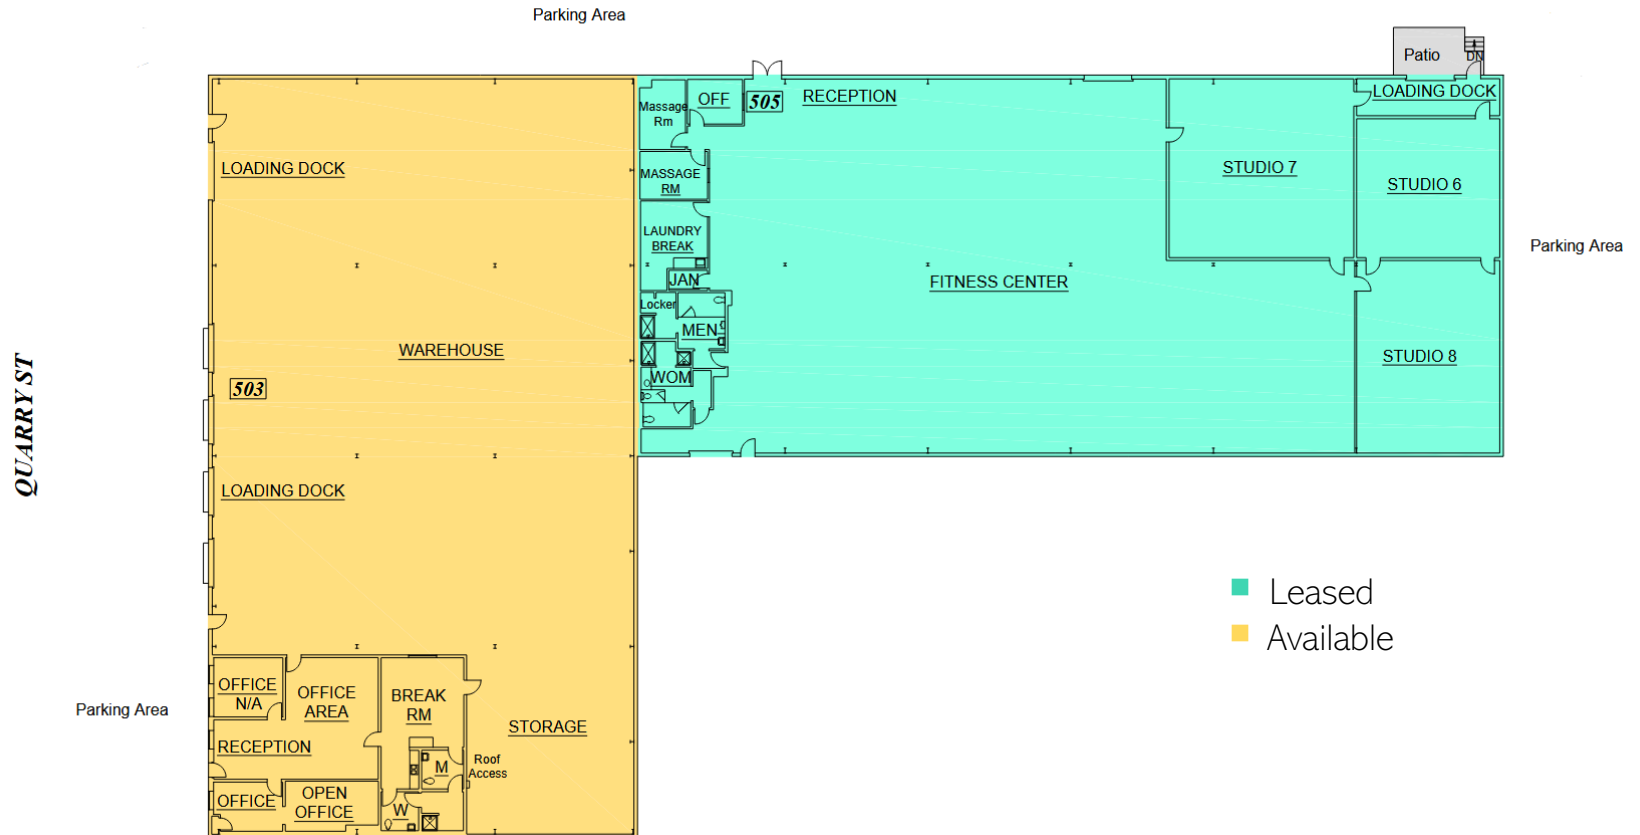 Parking Area
Patio
DN
Massage
Rm
OFF
505
RECEPTION
LOADING DOCK
LOADING DOCK
MASSAGE
RM
STUDIO 7
STUDIO 6
LAUNDRY
BREAK
Parking Area
JAN
FITNESS CENTER
Locker
MEN
WAREHOUSE
STUDIO 8
WOM
503
QUARRY ST
LOADING DOCK
Leased
Available
OFFICE
N/A
OFFICE
AREA
BREAK
RM
Parking Area
STORAGE
RECEPTION
Roof
Access
M
OFFICE
OPEN
OFFICE
W